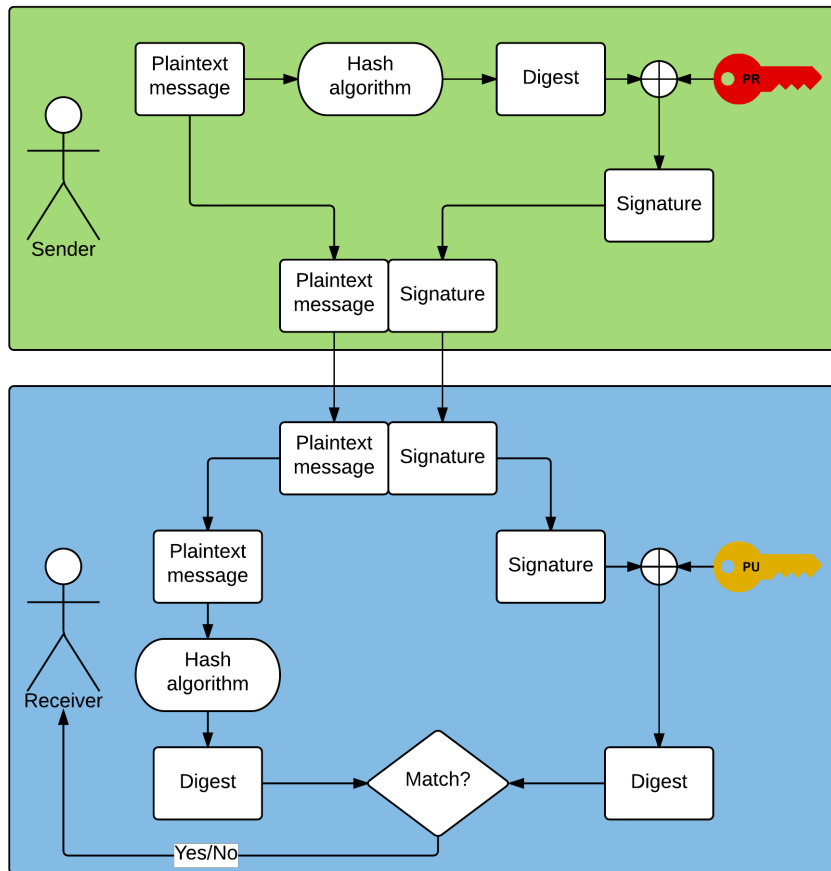 Plaintext
message
Hash
algorithm
Digest
PR
Signature
Sender
Plaintext
message
Signature
Plaintext
message
Signature
Plaintext
message
Signature
PU
Receiver
Hash
algorithm
Digest
Match?
Digest
Yes/No